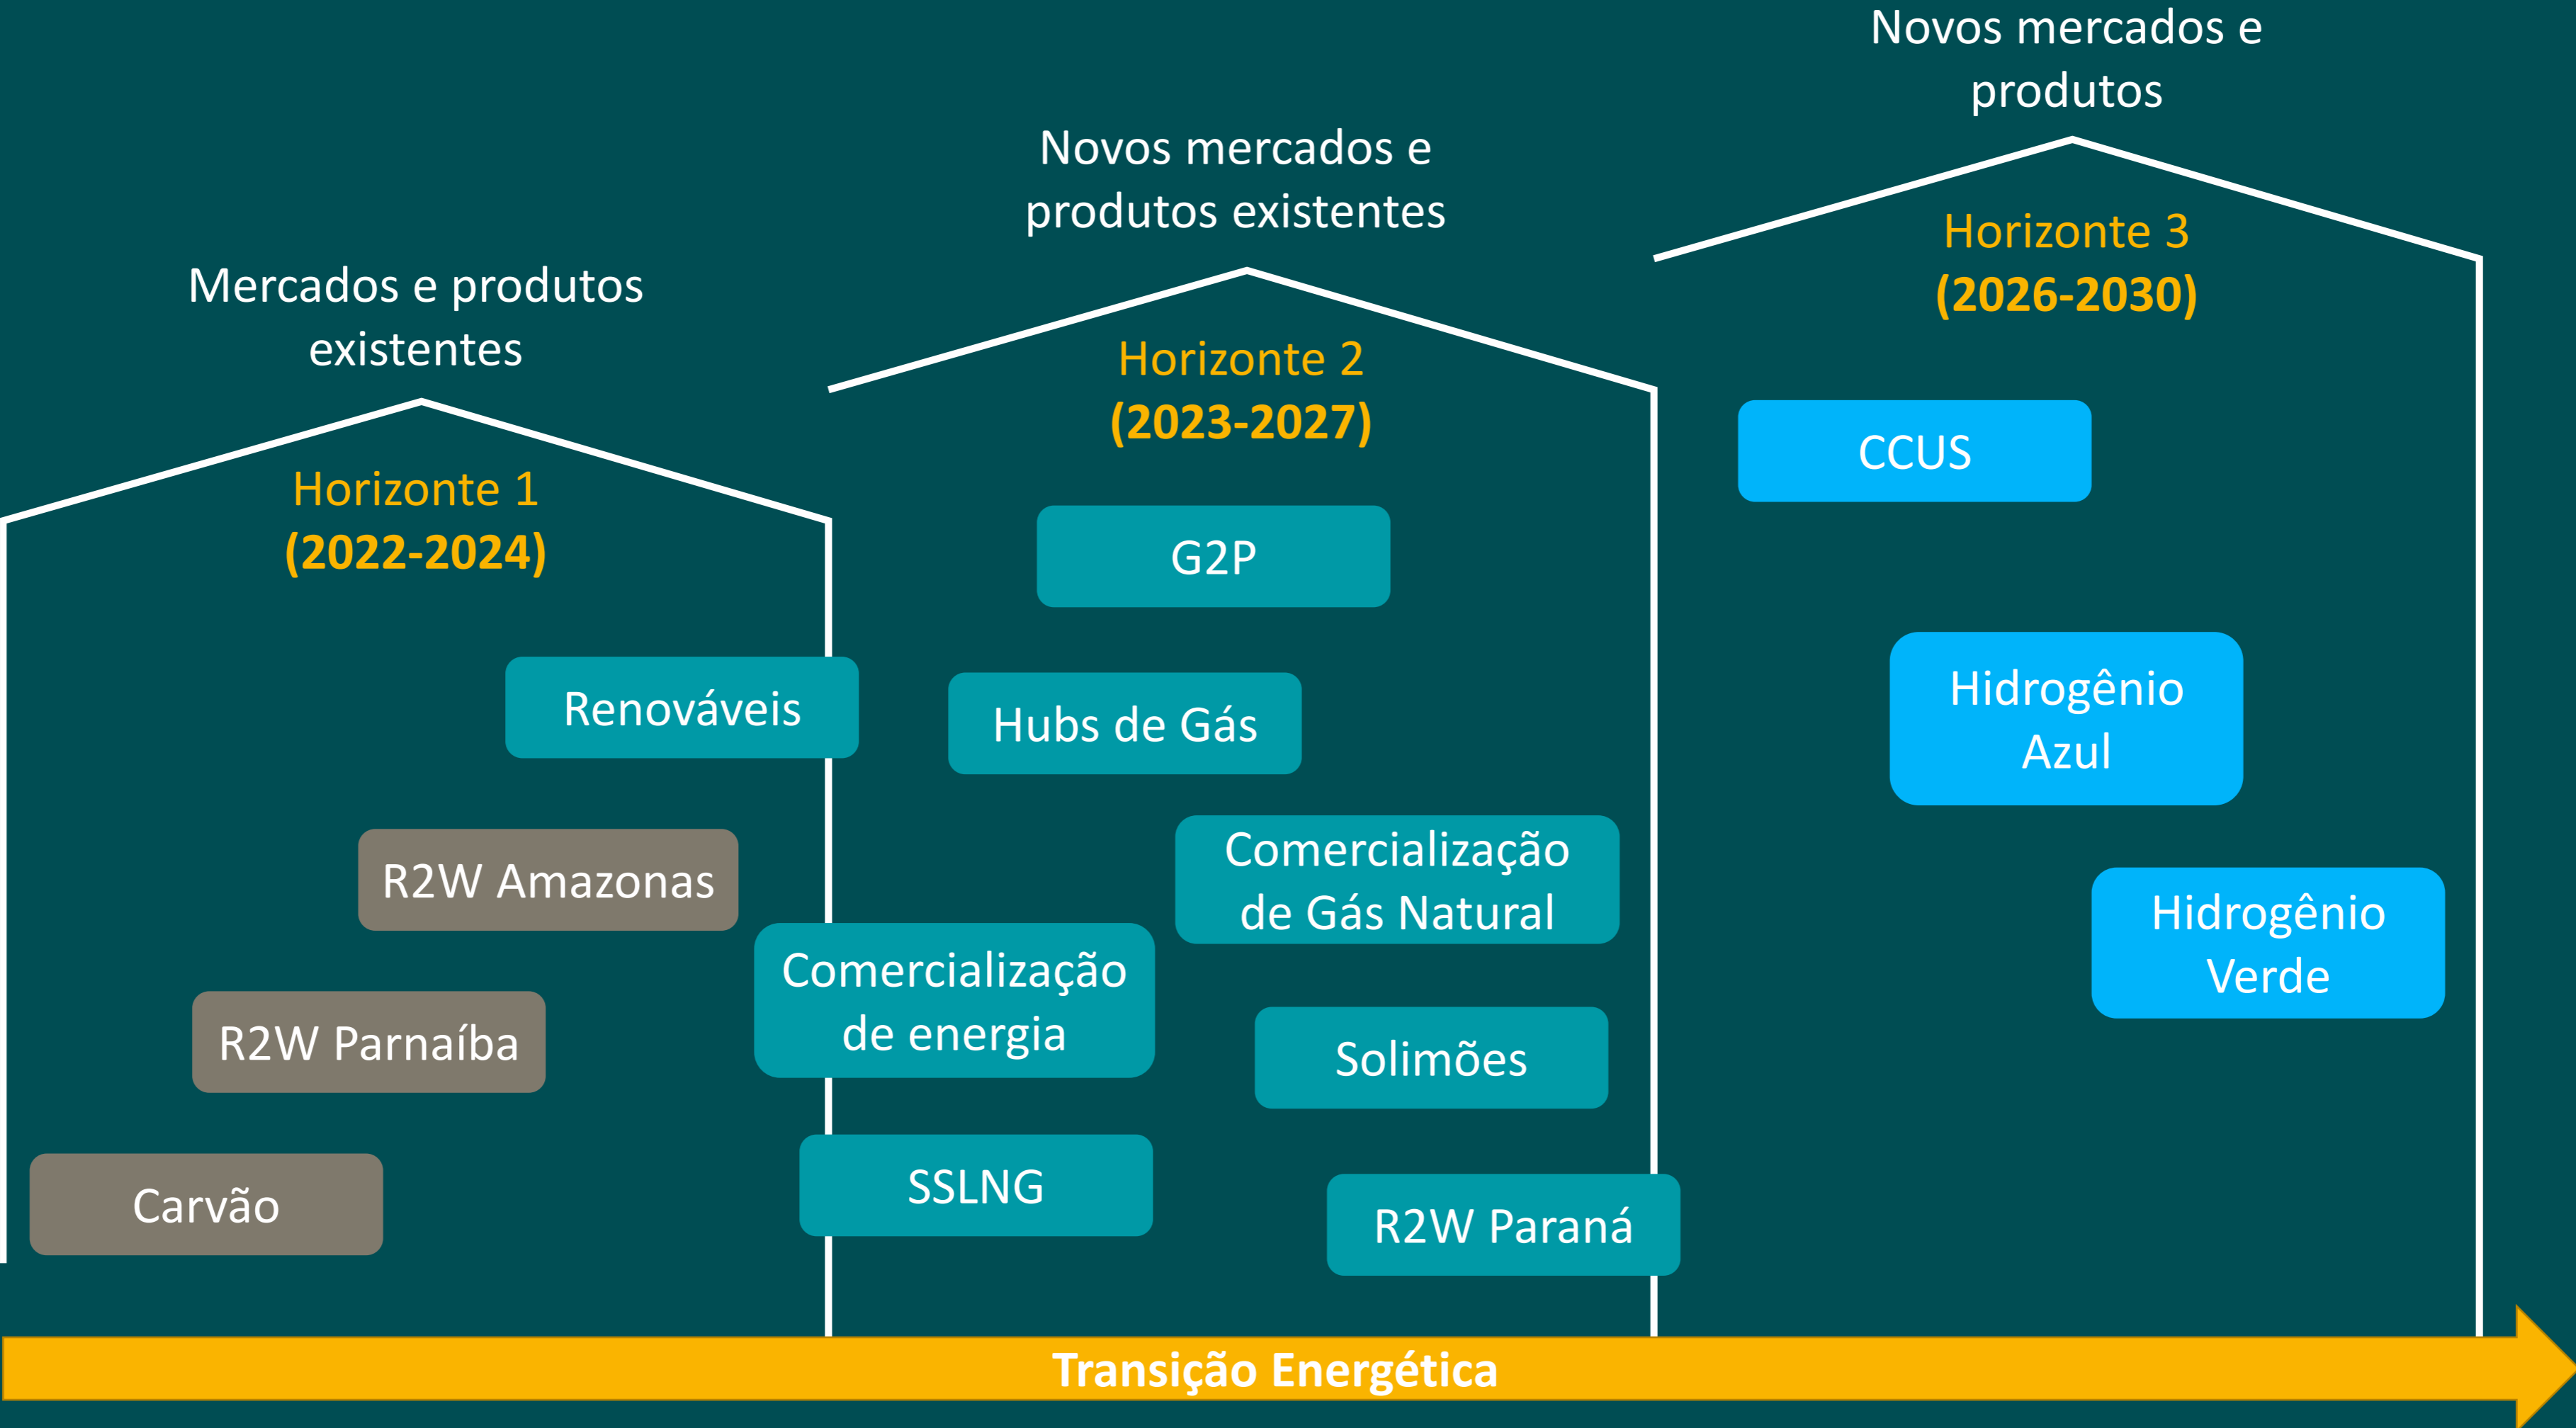 Mercados e produtos
existentes
Horizonte 1
(2022-2024)
Renováveis
R2W Amazonas
R2W Parnaíba
Carvão
Novos mercados e
produtos existentes
Horizonte 2
(2023-2027)
G2P
Hubs de Gás
Comercialização
de Gás Natural
Comercialização
de energia
Solimões
SSLNG
R2W Paraná
Novos mercados e
produtos
Horizonte 3
(2026-2030)
CCUS
Hidrogênio
Azul
Hidrogênio
Verde
Transição Energética